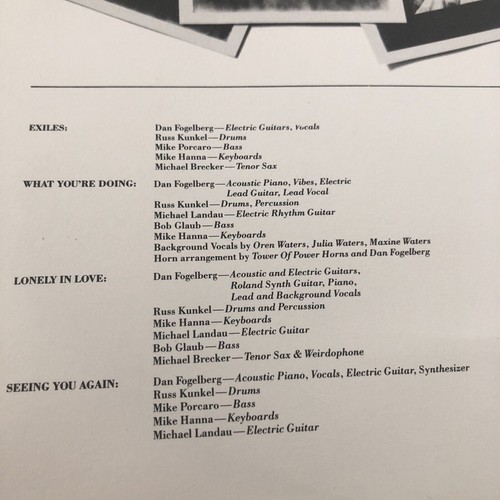 EXILES: Dan Fogelberg—Electric Guitars, Vocals
Russ Kunkel—Drums
Mike Porcaro—Bass
Mike Hanna—Keyboards
Michael Brecker—Tenor Sax
WHAT YOU'RE DOING: Dan Fogelberg—Acoustic Piano, Vibes, Electric
Lead Guitar, Lead Vocal
Russ Kunkel—Drums, Percussion
Michael Landau—Electric Rhythm Guitar
Bob Glaub—Bass
Mike Hanna—Keyboards
Background Vocals by Oren Waters, Julia Waters, Maxine Waters
Horn arrangement by Tower Of Power Horns and Dan Fogelberg
LONELY IN LOVE: Dan Fogelberg—Acoustic and Electric Guitars,
Roland Synth Guitar, Piano,
Lead and Background Vocals
Russ Kunkel—Drums and Percussion
Mike Hanna—Keyboards
Michael Landau—Electric Guitar
Bob Glaub—Bass
Michael Brecker—Tenor Sax & Weirdophone
SEEING YOU AGAIN: Dan Fogelberg—Acoustic Piano, Vocals, Electric Guitar, Synthesizer
Russ Kunkel—Drums
Mike Porcaro—Bass
Mike Hanna—Keyboards
Michael Landau—Electric Guitar